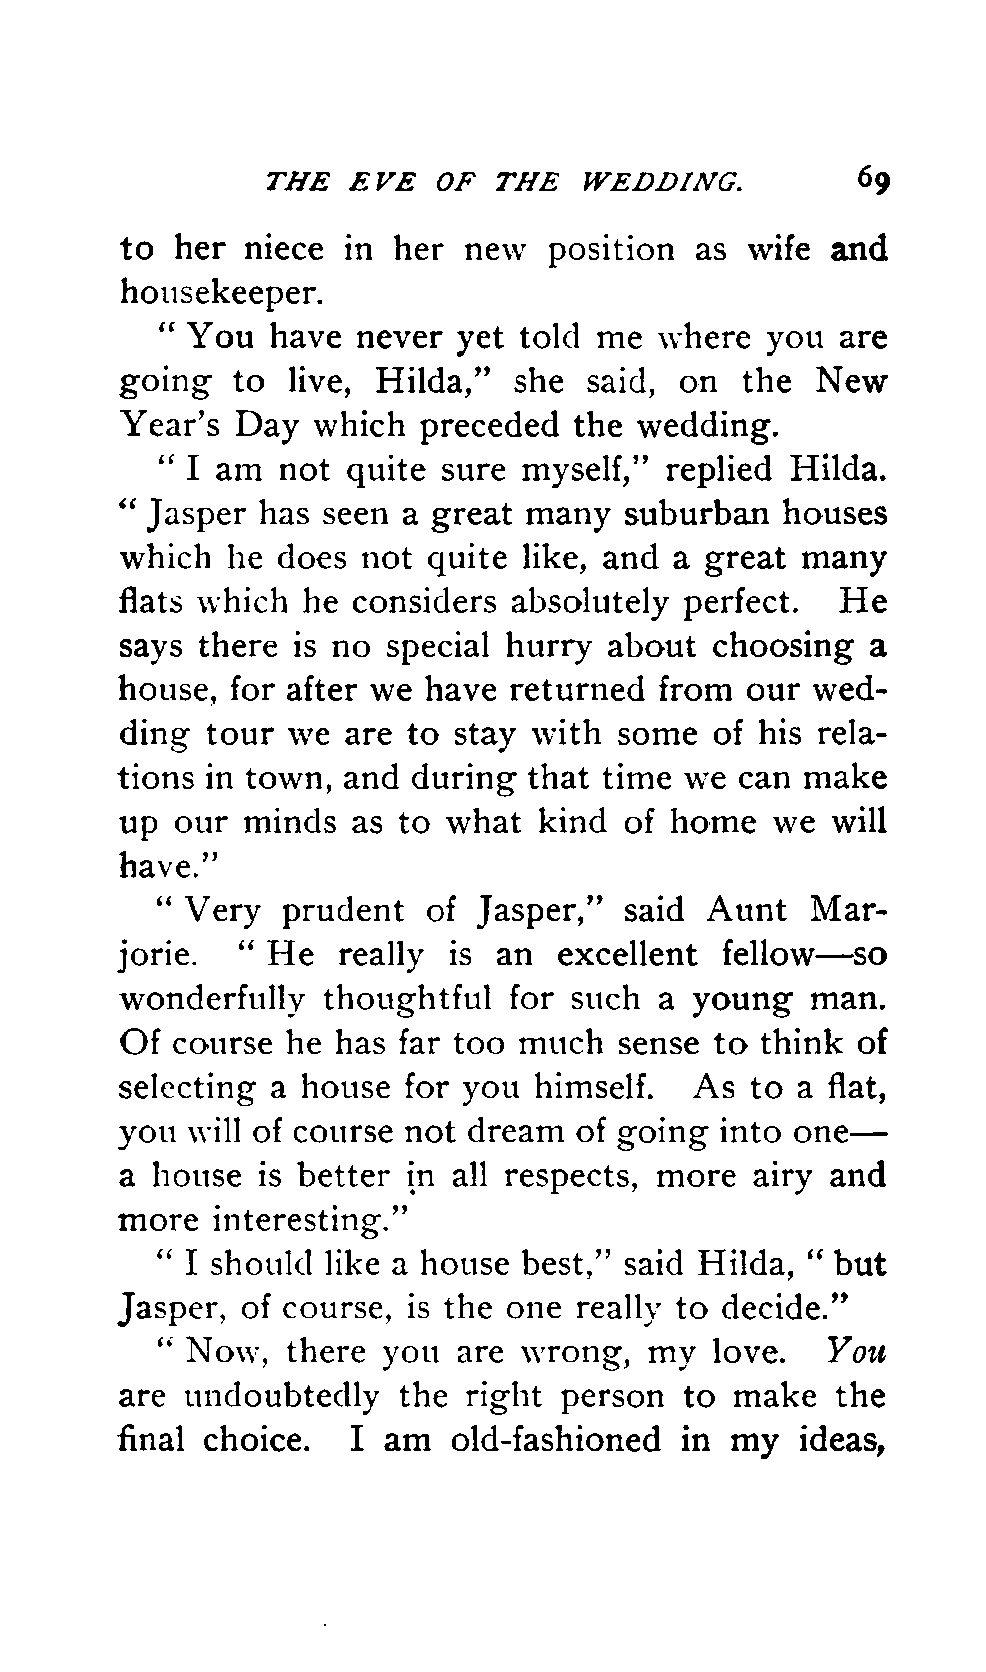 THE EVE OF THE WEDDING. 69
to her niece in her new position as wife and
housekeeper.
“ You have never yet told me where you are
going to live, Hilda,” she said, on the New
Year’s Day which preceded the wedding.
“ I am not quite sure myself,” replied Hilda.
“ Jasper has seen a great many suburban houses
which he does not quite like, and a great many
flats which he considers absolutely perfect. He
says there is no special hurry about choosing a
house, for after we have returned from our wed-
ding tour we are to stay with some of his rela-
tions in town, and during that time we can make
up our minds as to what kind of home we will
have.”
“ Very prudent of Jasper,” said Aunt Mar-
jorie. “ He really is an excellent fellow—so
wonderfully thoughtful for such a young man.
Of course he has far too much sense to think of
selecting a house for you himself. As to a flat,
you will of course not dream of going into one—
a house is better in all respects, more airy and
more interesting.”
“ I should like a house best,” said Hilda, “ but
Jasper, of course, is the one really to decide.”
“ Now, there you are wrong, my love. You
are undoubtedly the right person to make the
final choice. I am old-fashioned in my ideas,